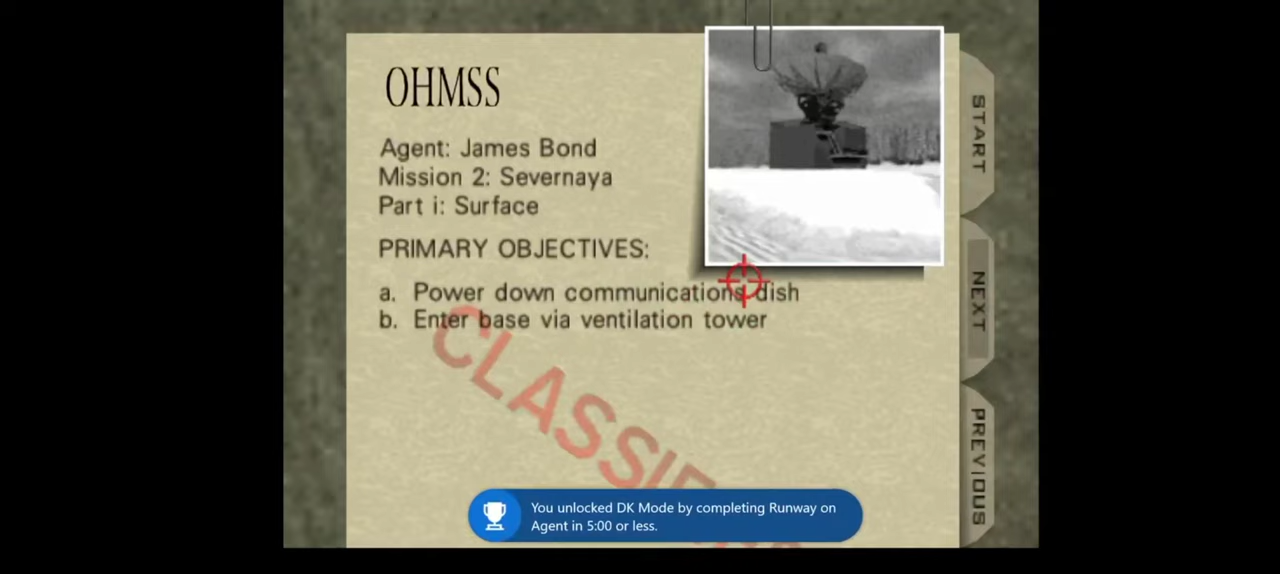 OHMSS
Agent: James Bond
Mission 2: Severnaya
Part i: Surface
PRIMARY OBJECTIVES:
a. Power down communications dish
b. Enter base via ventilation tower
START
NEXT
PREVIOUS
You unlocked DK Mode by completing Runway on
Agent in 5:00 or less.